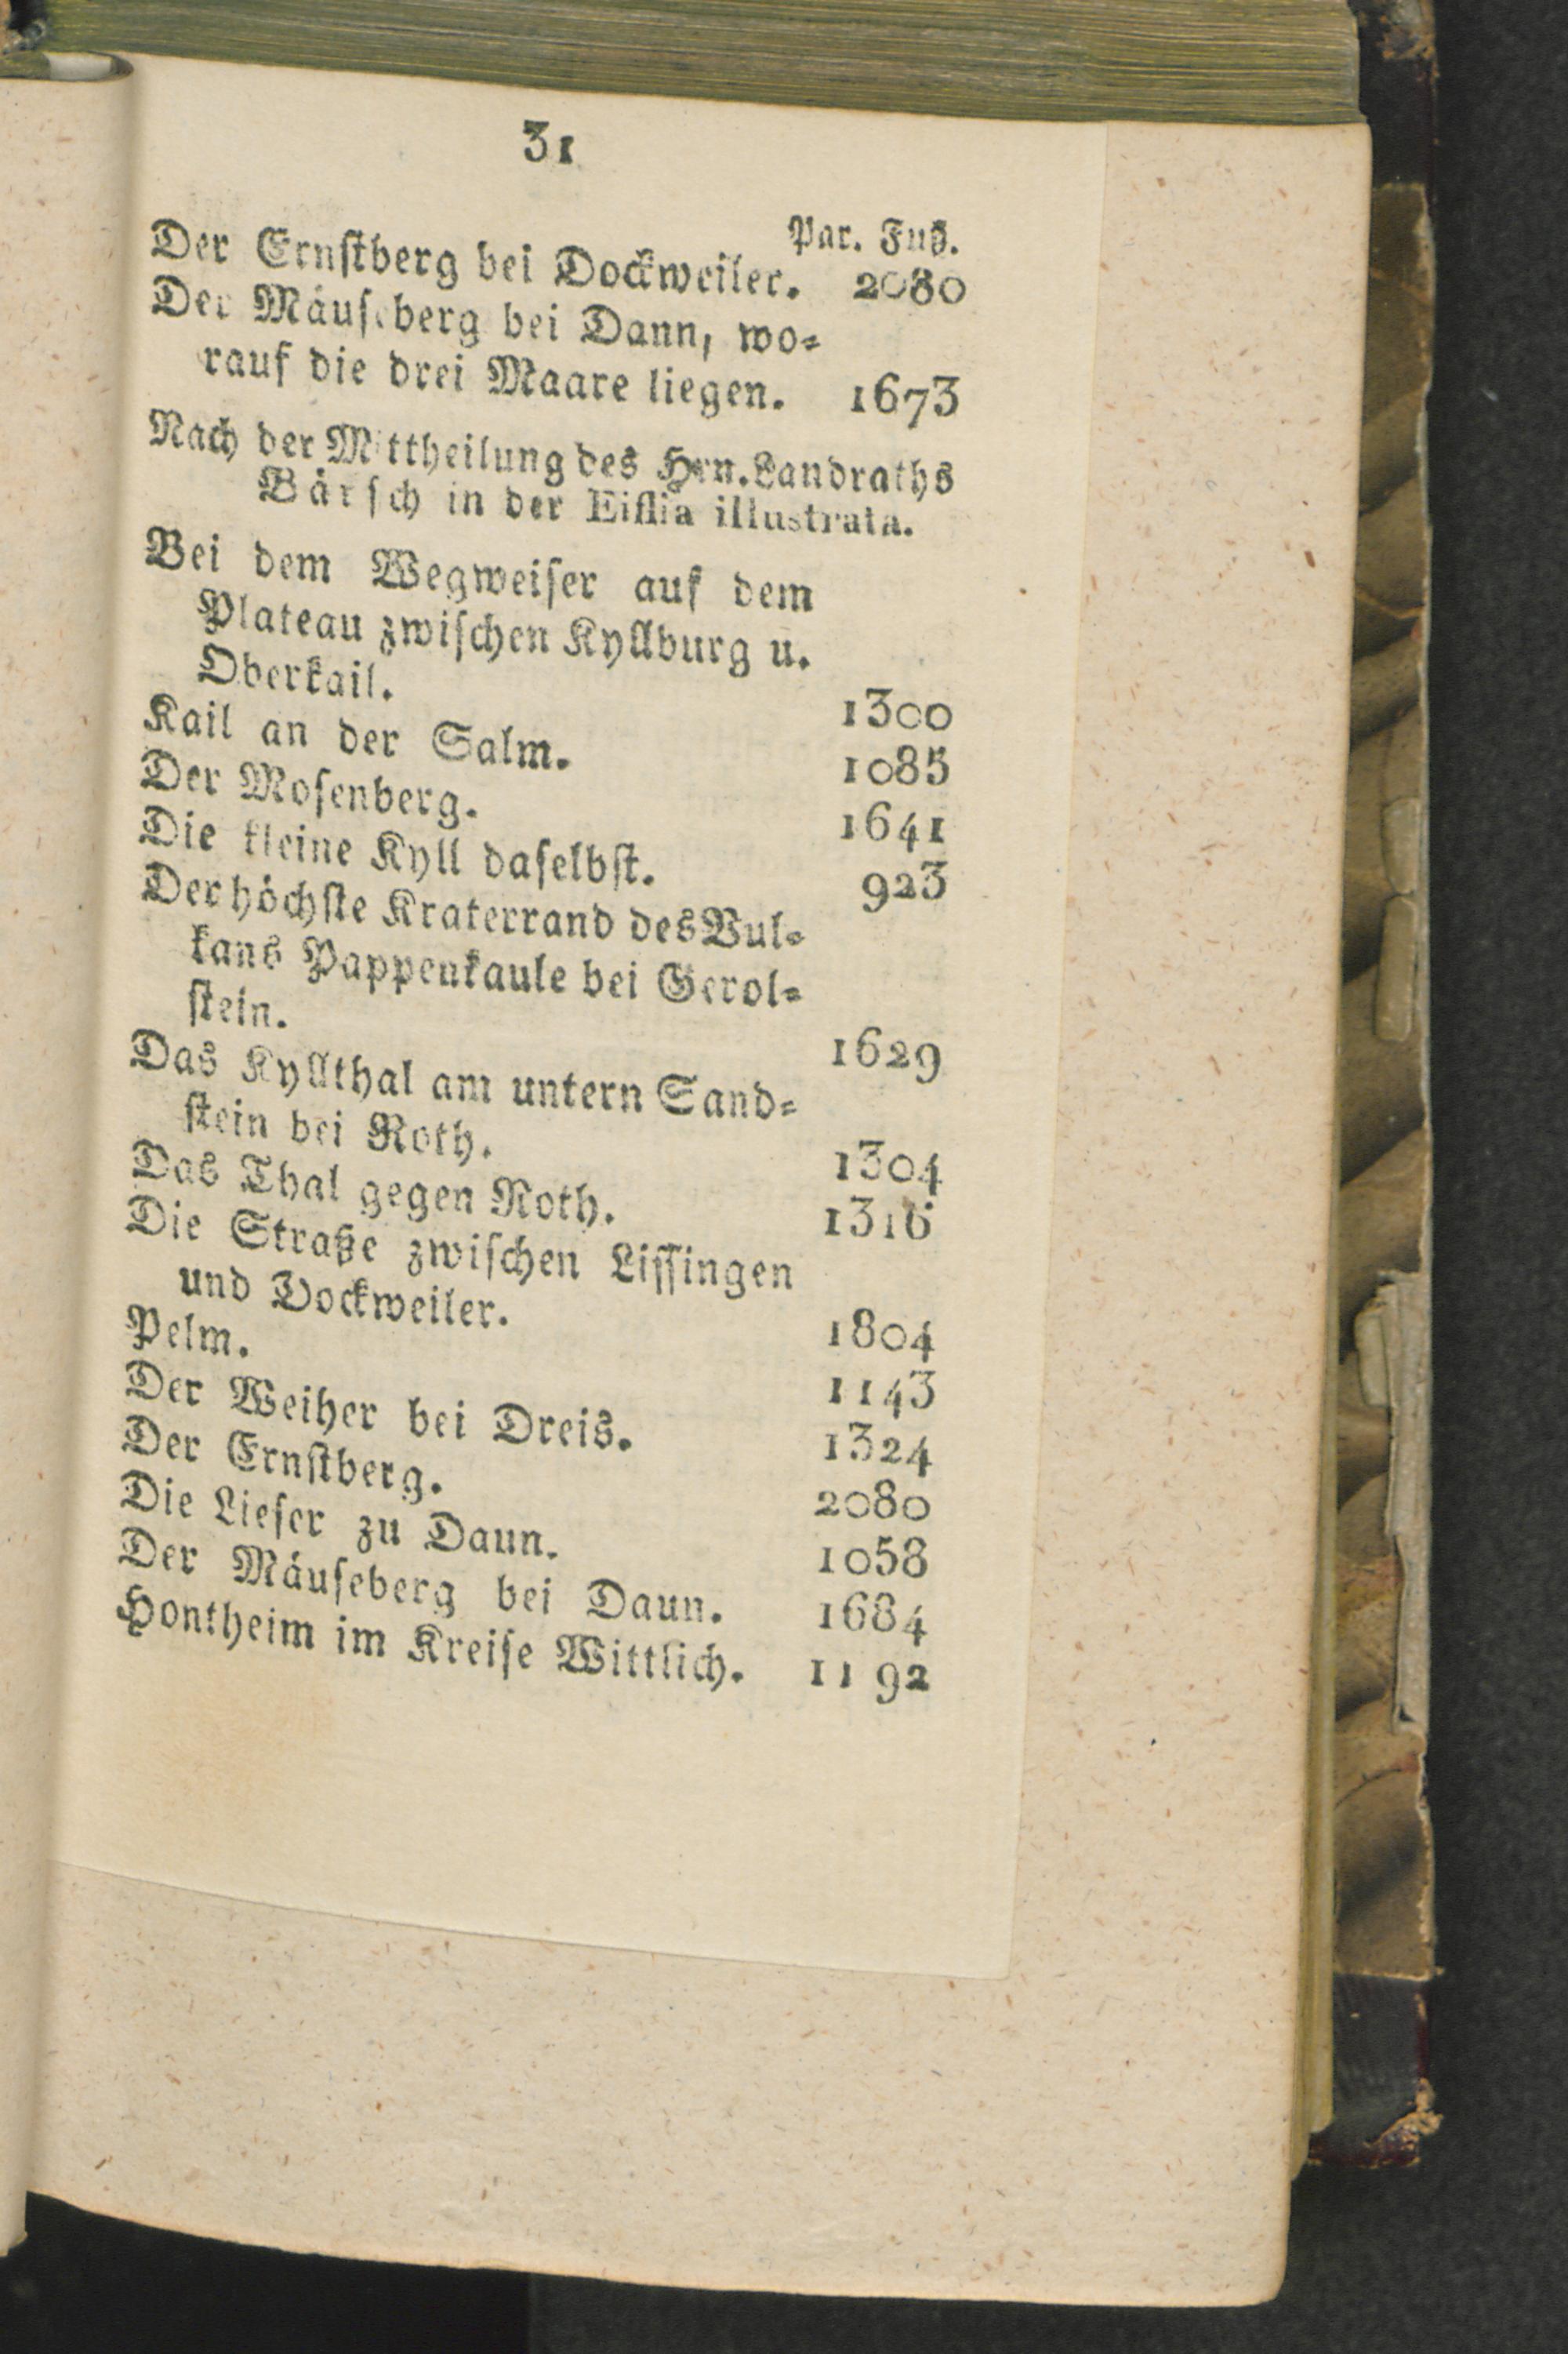 31
Par. Fus.
Der Ernstberg bei Dockweiler. 2080
Der Mäuseberg bei Dann, wo-
rauf die drei Maare liegen. 1673
Nach der Mittheilung des Hrn. Landraths
Bärsch in der Eiflia illustrata.
Bei dem Wegweiser auf dem
Plateau zwischen Kyllburg u.
Oberkail. 1300
Kail an der Salm. 1085
Der Mosenberg. 1641
Die kleine Kyll daselbst. 923
Der höchste Kraterrand des Vul-
kans Pappenkaule bei Gerol-
stein. 1629
Das Kyllthal am untern Sand-
stein bei Roth. 1304
Das Thal gegen Roth. 1316
Die Straße zwischen Lissingen
und Dockweiler. 1804
Pelm. 1143
Der Weiher bei Dreis. 1324
Der Ernstberg. 2080
Die Lieser zu Daun. 1058
Der Mäuseberg bei Daun. 1684
Hontheim im Kreise Wittlich. 1192